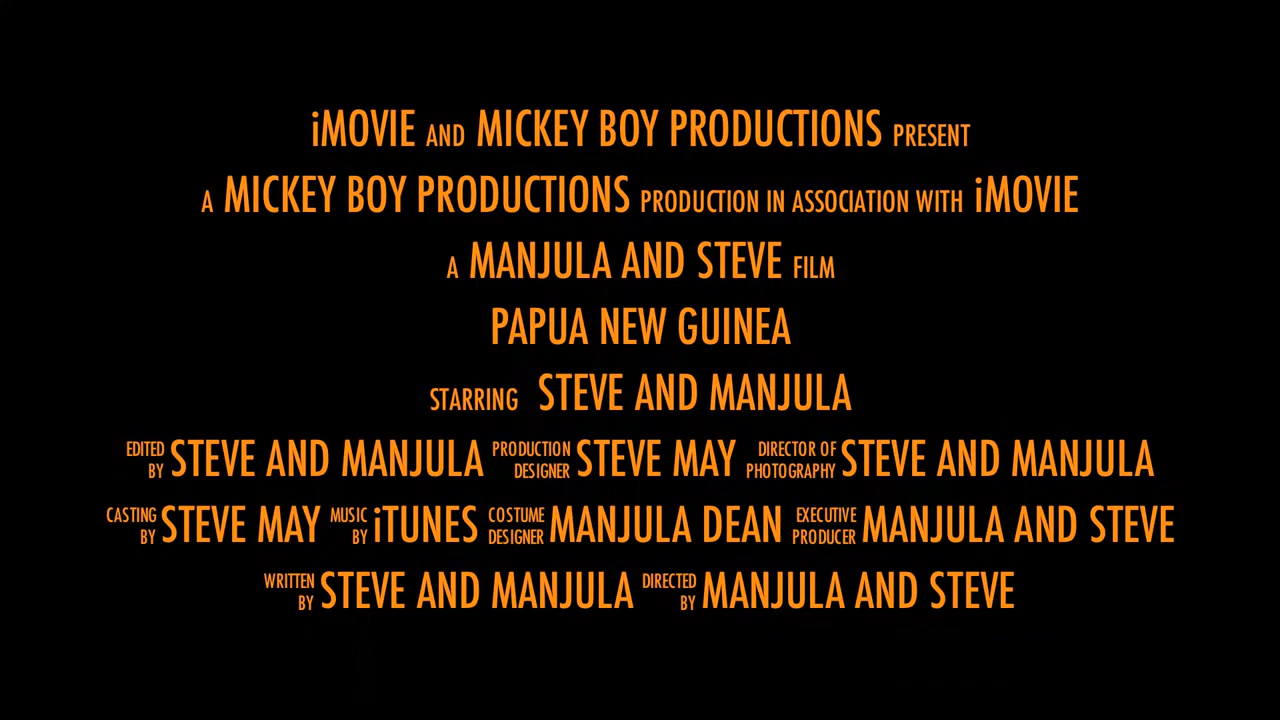 iMOVIE AND MICKEY BOY PRODUCTIONS PRESENT
A MICKEY BOY PRODUCTIONS PRODUCTION IN ASSOCIATION WITH iMOVIE
A MANJULA AND STEVE FILM
PAPUA NEW GUINEA
STARRING STEVE AND MANJULA
EDITED BY STEVE AND MANJULA PRODUCTION DESIGNER STEVE MAY DIRECTOR OF PHOTOGRAPHY STEVE AND MANJULA
CASTING BY STEVE MAY MUSIC BY iTUNES COSTUME DESIGNER MANJULA DEAN EXECUTIVE PRODUCER MANJULA AND STEVE
WRITTEN BY STEVE AND MANJULA DIRECTED BY MANJULA AND STEVE